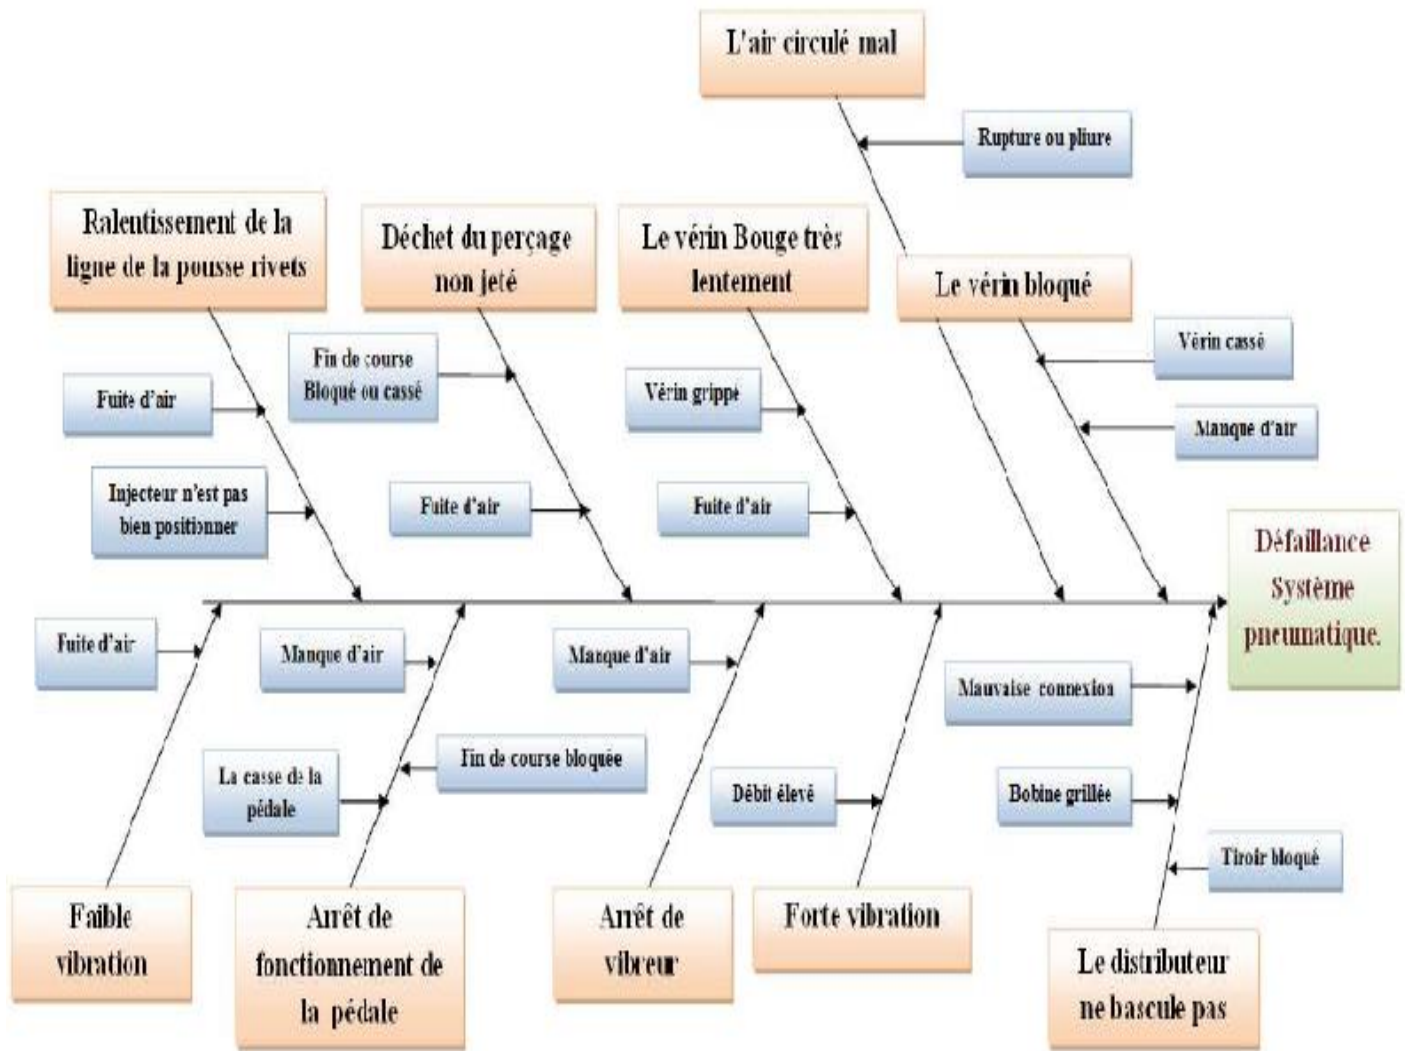 L'air circulé mal
Rupture ou pliure
Ralentissement de la
ligne de la pousse rivets
Déchet du perçage
non jeté
Le vérin Bouge très
lentement
Le vérin bloqué
Fin de course
Bloqué ou cassé
Vérin cassé
Fuite d'air
Vérin grippé
Manque d'air
Injecteur n'est pas
bien positionner
Fuite d'air
Fuite d'air
Défaillance
Système
pneumatique.
Fuite d'air
Manque d'air
Manque d'air
Mauvaise connexion
La casse de la
pédale
Fin de course bloquée
Débit élevé
Bobine grillée
Tiroir bloqué
Faible
vibration
Arrêt de
fonctionnement de
la pédale
Arrêt de
vibreur
Forte vibration
Le distributeur
ne bascule pas